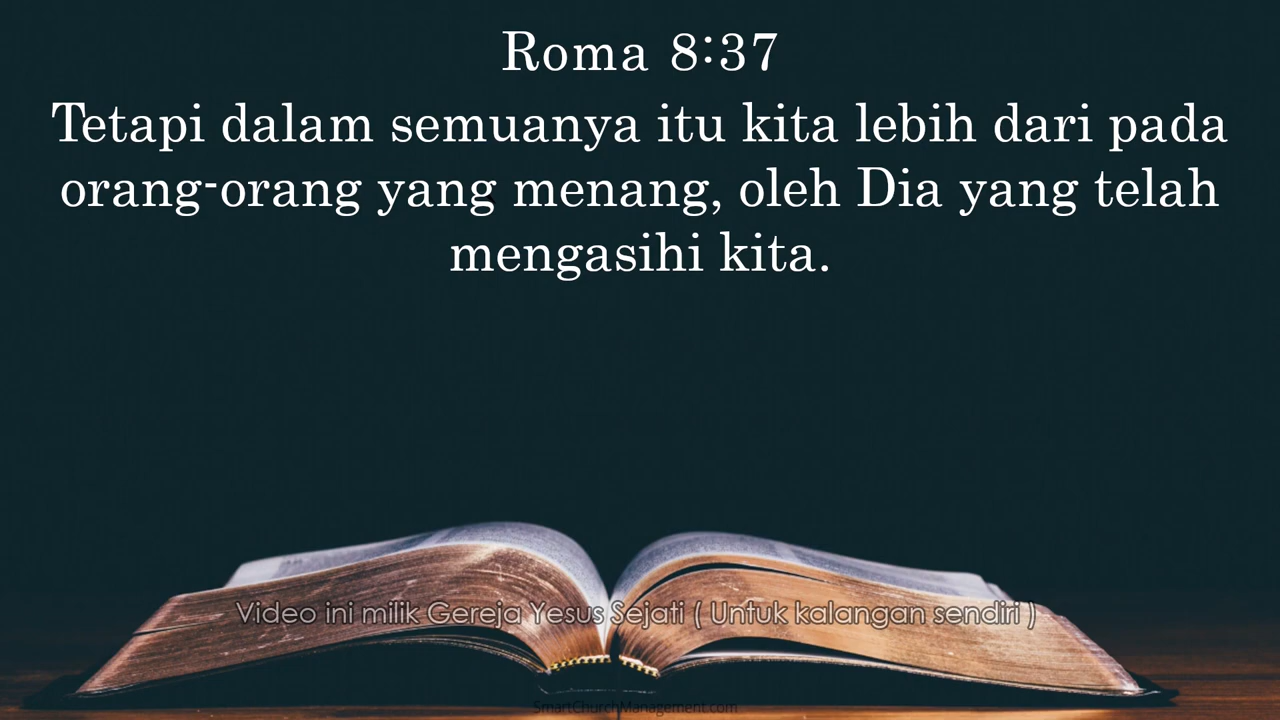 Roma 8:37
Tetapi dalam semuanya itu kita lebih dari pada
orang-orang yang menang, oleh Dia yang telah
mengasihi kita.
Video ini milik Gereja Yesus Sejati ( Untuk kalangan sendiri )
SmartChurchManagement.com